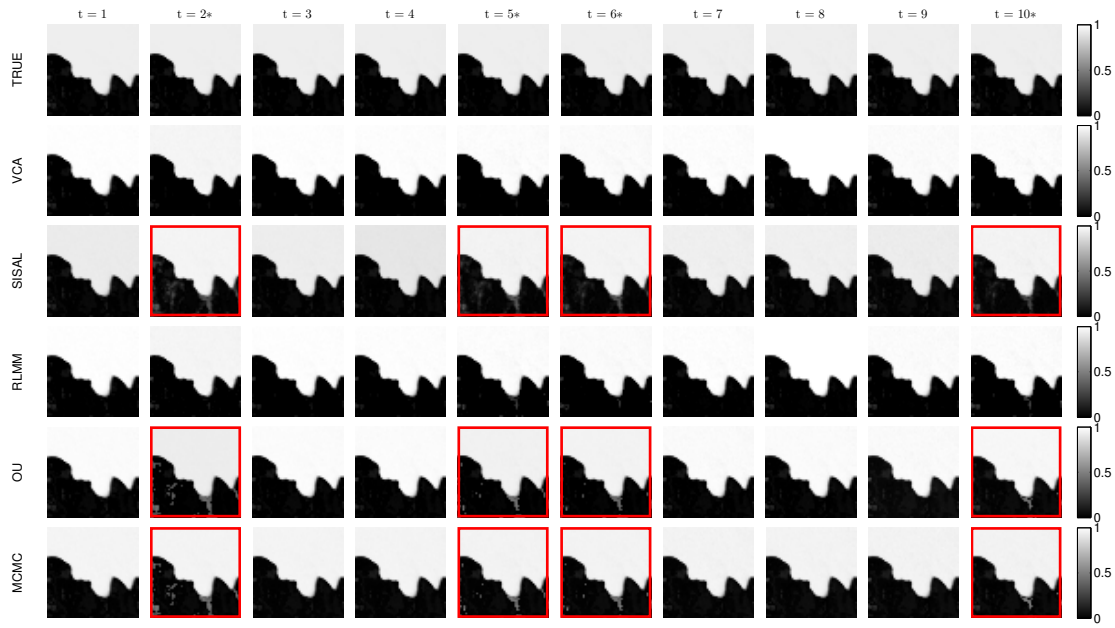 t = 1 t = 2* t = 3 t = 4 t = 5* t = 6* t = 7 t = 8 t = 9 t = 10*
TRUE
1
0.5
0
VCA
1
0.5
0
SISAL
1
0.5
0
RLMM
1
0.5
0
OU
1
0.5
0
MCMC
1
0.5
0